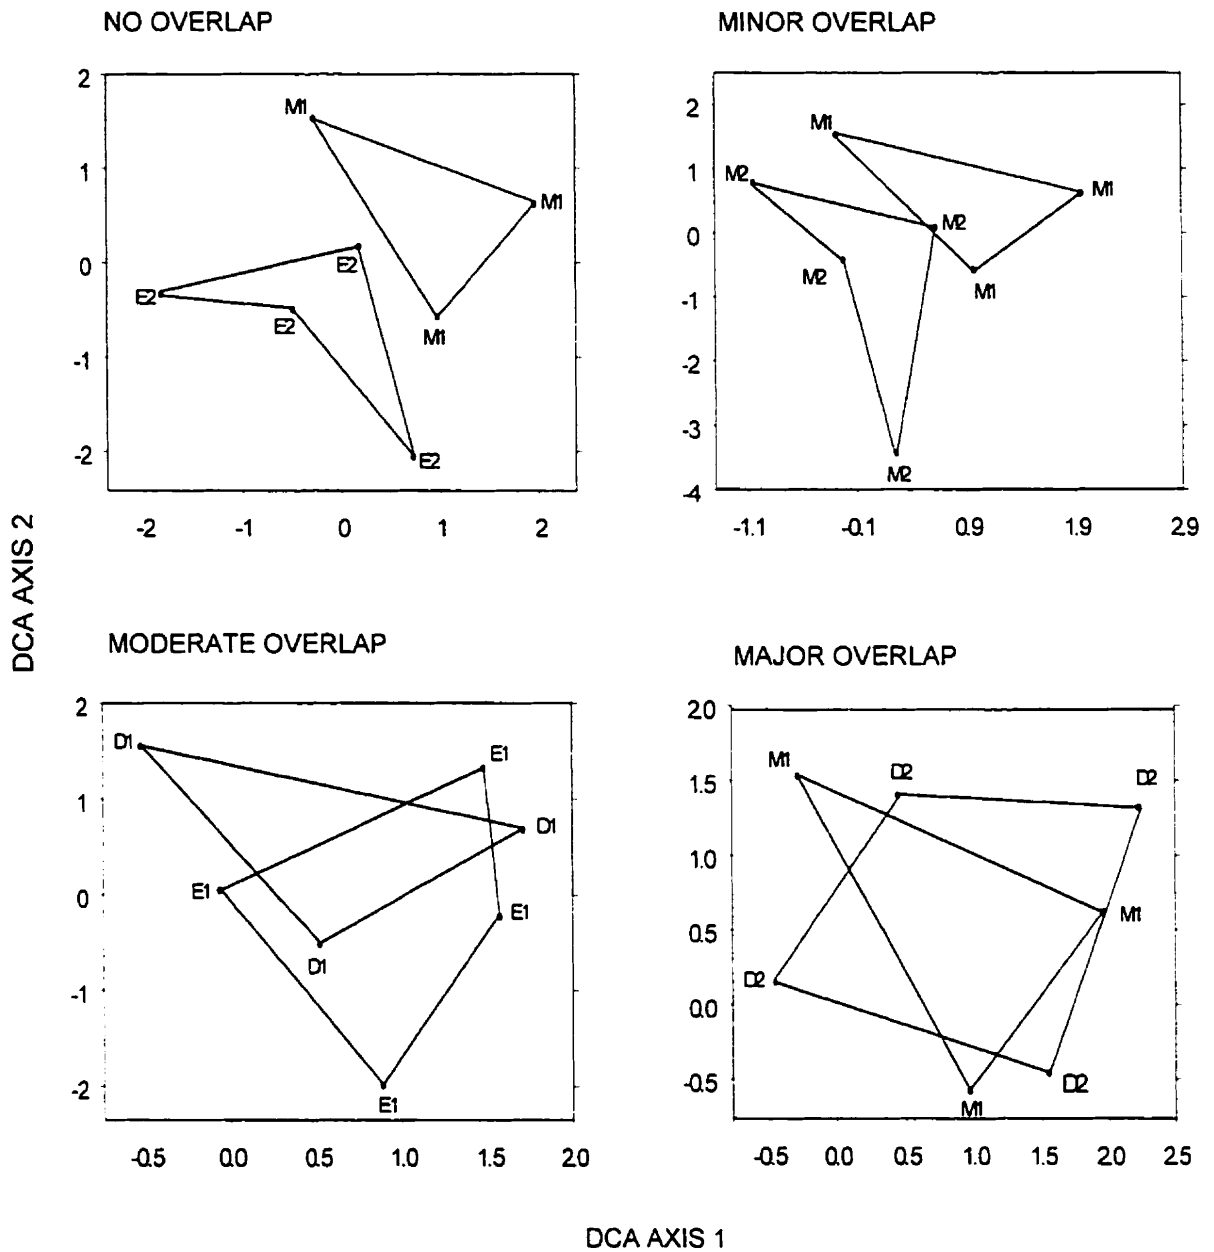 NO OVERLAP
2
1
0
-1
-2
M1
M1
M1
E2
E2
E2
E2
-2 -1 0 1 2
MINOR OVERLAP
2
1
0
-1
-2
-3
-4
M1
M2
M1
M2
M2
M1
M2
-1.1 -0.1 0.9 1.9 2.9
DCA AXIS 2
MODERATE OVERLAP
2
1
0
-1
-2
D1
E1
D1
E1
E1
D1
E1
-0.5 0.0 0.5 1.0 1.5 2.0
MAJOR OVERLAP
2.0
1.5
1.0
0.5
0.0
-0.5
M1
D2
D2
M1
D2
D2
M1
-0.5 0.0 0.5 1.0 1.5 2.0 2.5
DCA AXIS 1